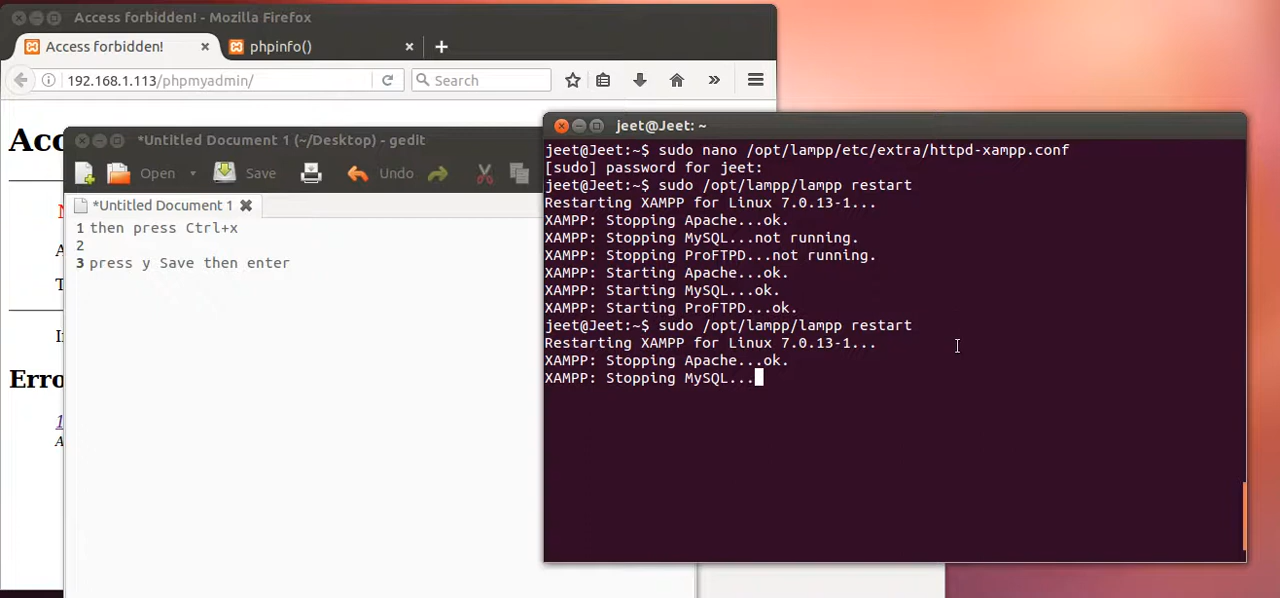 Access forbidden! - Mozilla Firefox
Access forbidden!
phpinfo()
192.168.1.113/phpmyadmin/
Search
Acc
*Untitled Document 1 (~/Desktop) - gedit
Open
Save
Undo
*Untitled Document 1
1 then press Ctrl+x
2
3 press y Save then enter
A
T
I
Erro
1
A
jeet@Jeet: ~
jeet@Jeet:~$ sudo nano /opt/lampp/etc/extra/httpd-xampp.conf
[sudo] password for jeet:
jeet@Jeet:~$ sudo /opt/lampp/lampp restart
Restarting XAMPP for Linux 7.0.13-1...
XAMPP: Stopping Apache...ok.
XAMPP: Stopping MySQL...not running.
XAMPP: Stopping ProFTPD...not running.
XAMPP: Starting Apache...ok.
XAMPP: Starting MySQL...ok.
XAMPP: Starting ProFTPD...ok.
jeet@Jeet:~$ sudo /opt/lampp/lampp restart
Restarting XAMPP for Linux 7.0.13-1...
XAMPP: Stopping Apache...ok.
XAMPP: Stopping MySQL...